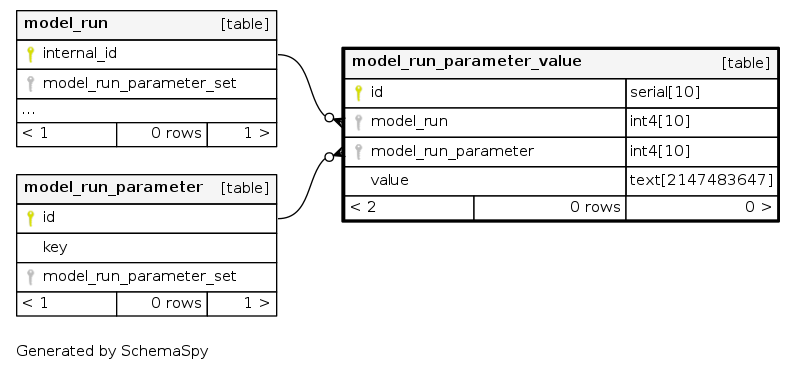 model_run [table]
internal_id
model_run_parameter_set
...
< 1 0 rows 1 >
model_run_parameter_value [table]
id serial[10]
model_run int4[10]
model_run_parameter int4[10]
value text[2147483647]
< 2 0 rows 0 >
model_run_parameter [table]
id
key
model_run_parameter_set
< 1 0 rows 1 >
Generated by SchemaSpy